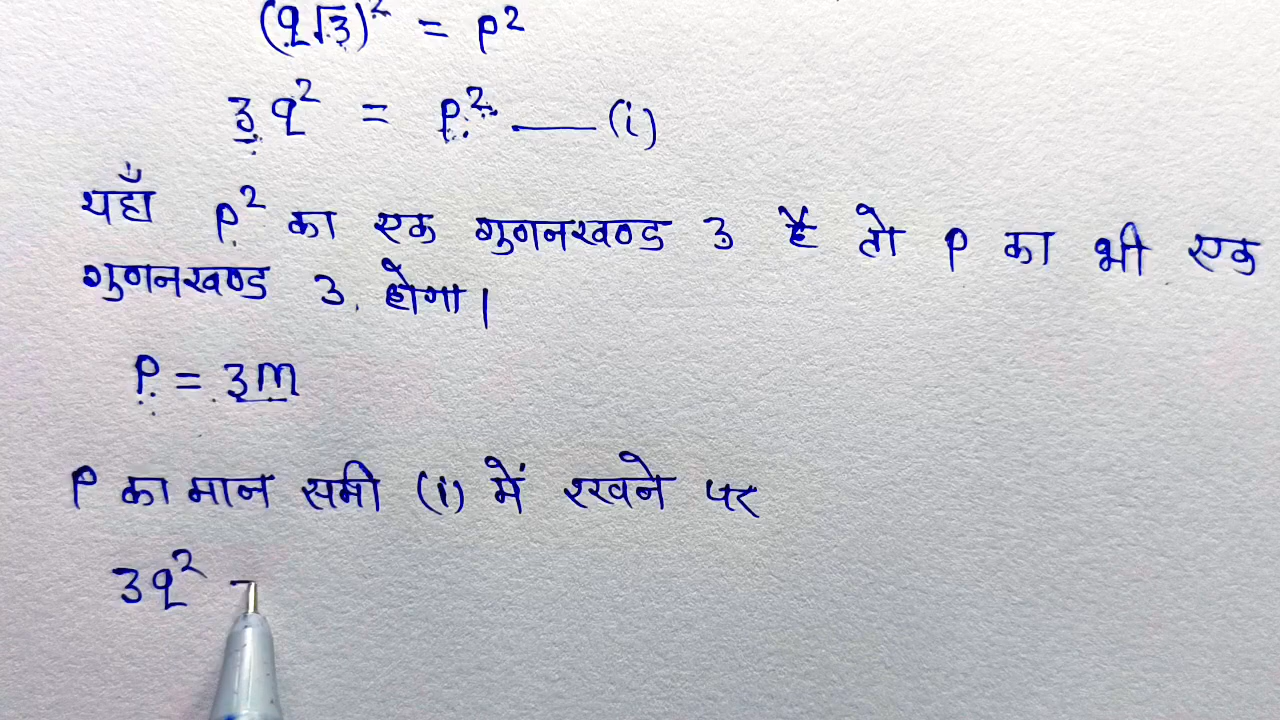 (q√3)² = p²
3q² = p² —— (i)
यहाँ p² का एक गुणनखण्ड 3 है तो p का भी एक
गुणनखण्ड 3 होगा।
P = 3m
P का मान समी (i) में रखने पर
3q² -